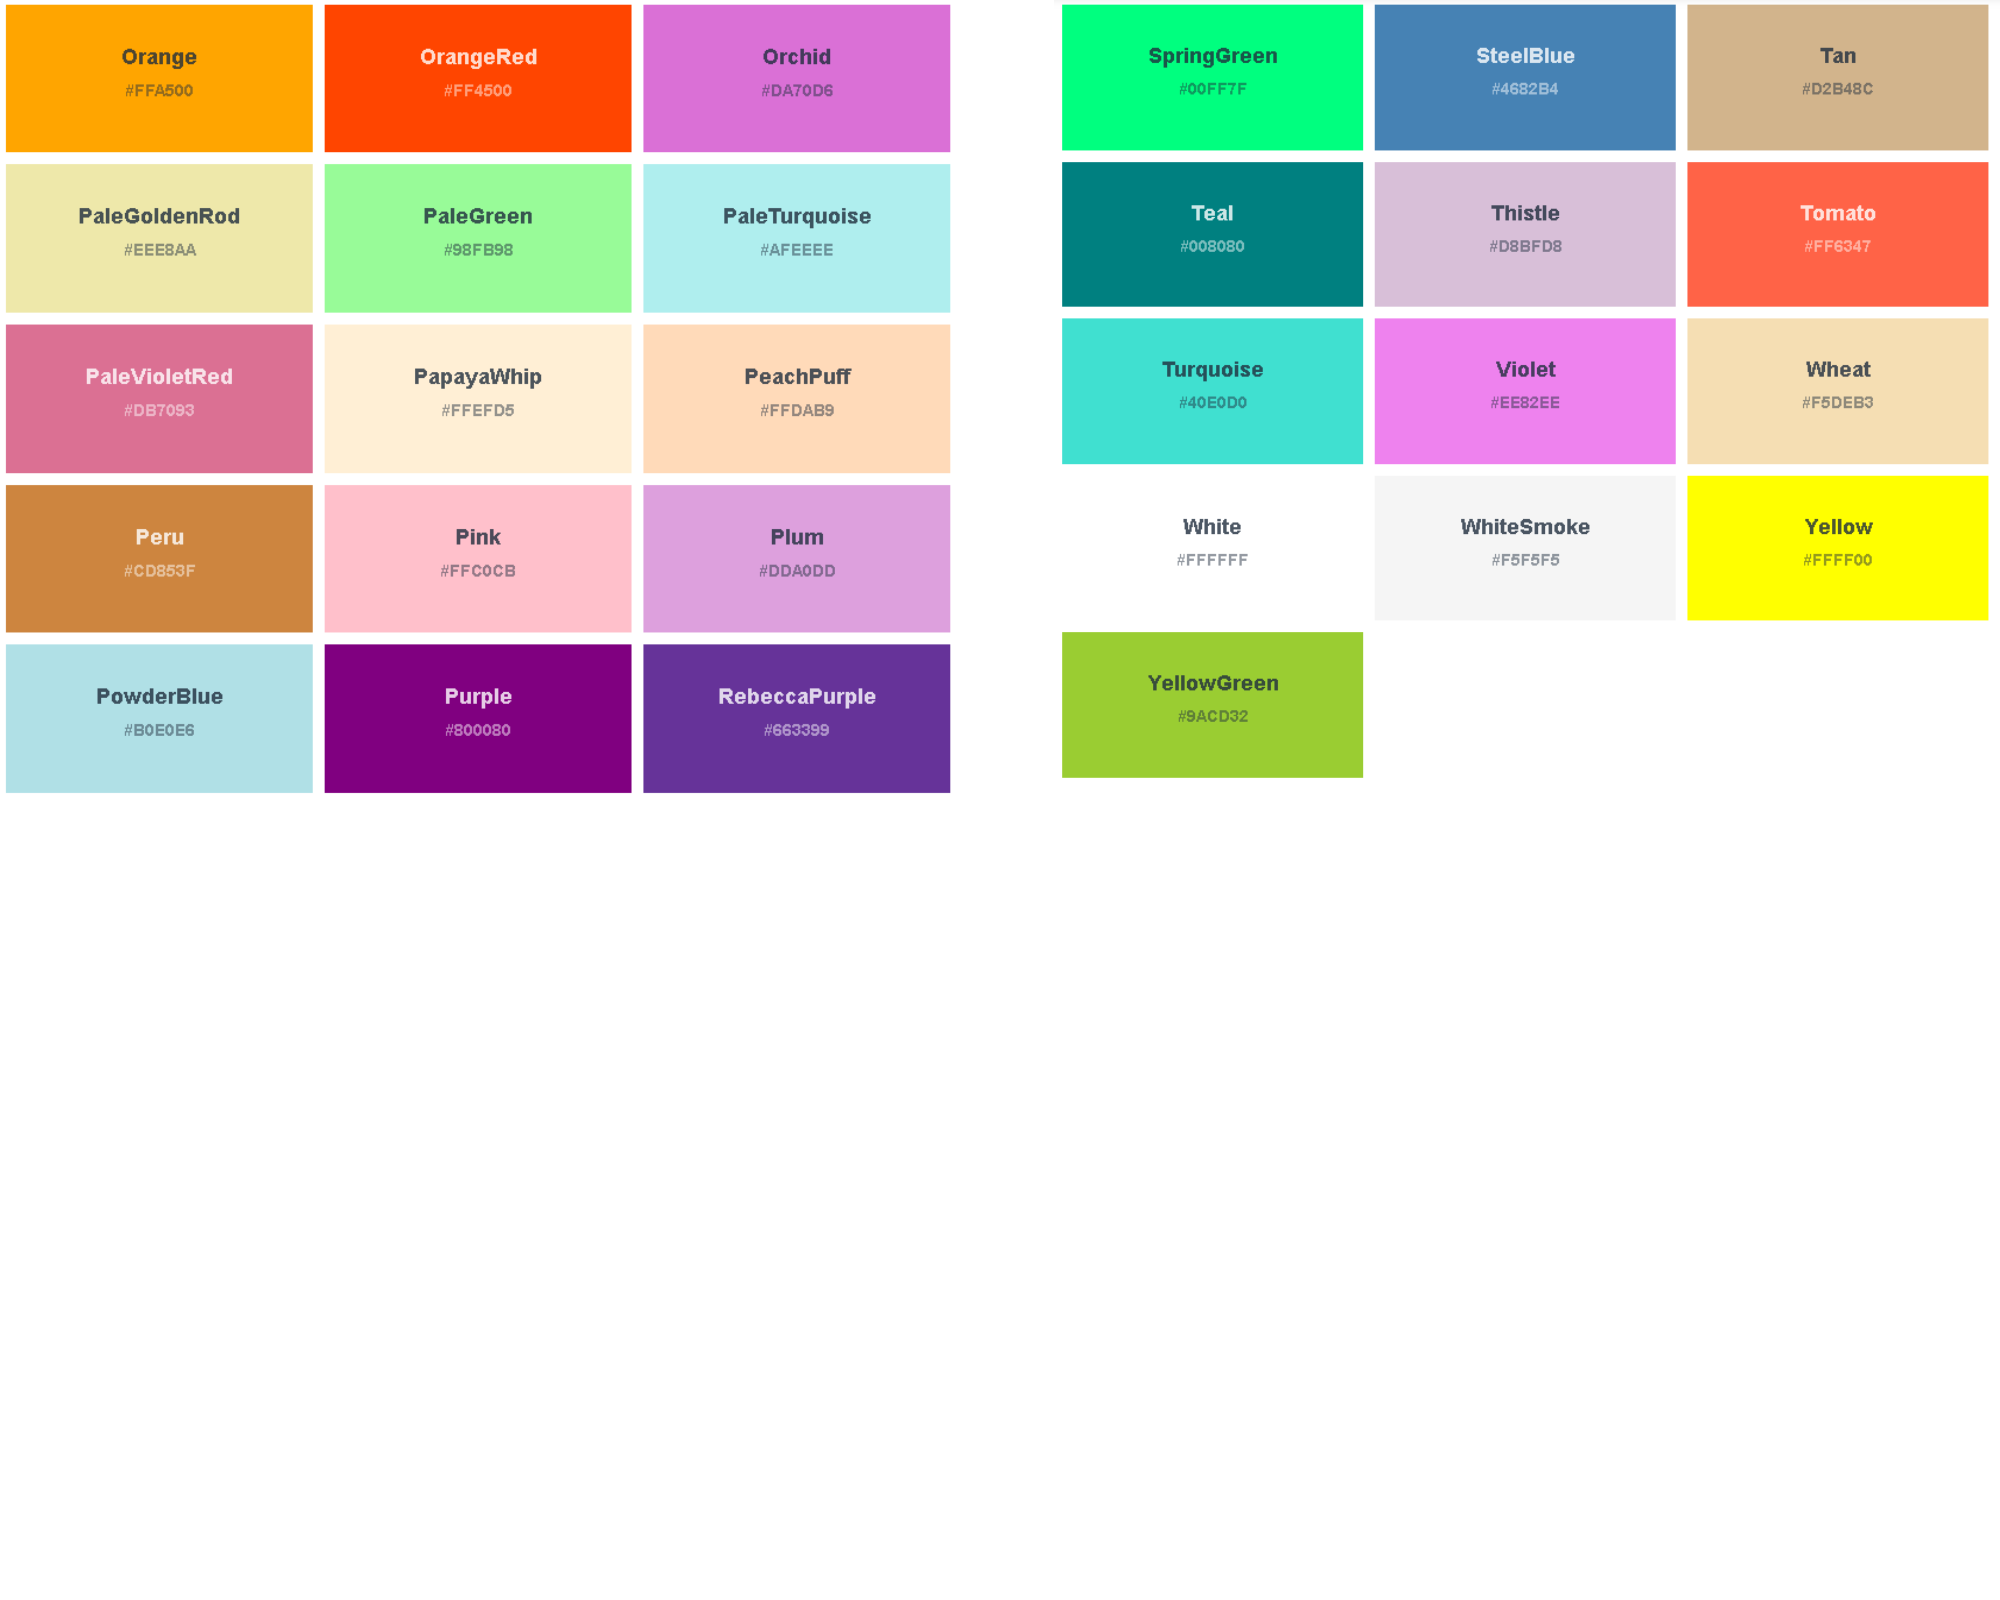 Orange
#FFA500
OrangeRed
#FF4500
Orchid
#DA70D6
PaleGoldenRod
#EEE8AA
PaleGreen
#98FB98
PaleTurquoise
#AFEEEE
PaleVioletRed
#DB7093
PapayaWhip
#FFEFD5
PeachPuff
#FFDAB9
Peru
#CD853F
Pink
#FFC0CB
Plum
#DDA0DD
PowderBlue
#B0E0E6
Purple
#800080
RebeccaPurple
#663399
SpringGreen
#00FF7F
SteelBlue
#4682B4
Tan
#D2B48C
Teal
#008080
Thistle
#D8BFD8
Tomato
#FF6347
Turquoise
#40E0D0
Violet
#EE82EE
Wheat
#F5DEB3
White
#FFFFFF
WhiteSmoke
#F5F5F5
Yellow
#FFFF00
YellowGreen
#9ACD32